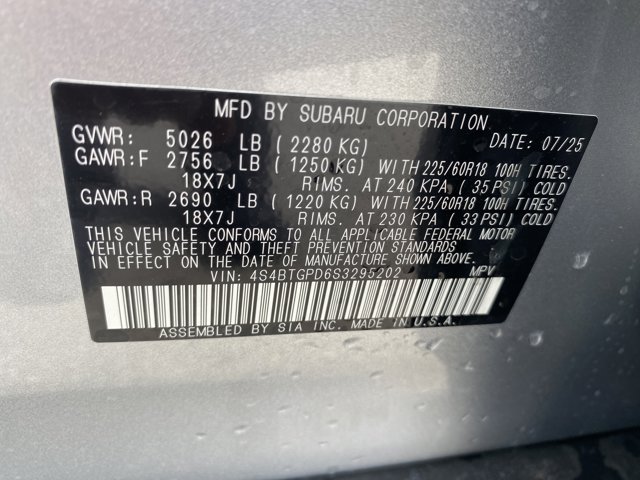 MFD BY SUBARU CORPORATION
GVWR: 5026 LB (2280 KG) DATE: 07/25
GAWR:F 2756 LB (1250 KG) WITH 225/60R18 100H TIRES.
18X7J RIMS. AT 240 KPA (35 PSI) COLD
GAWR:R 2690 LB (1220 KG) WITH 225/60R18 100H TIRES.
18X7J RIMS. AT 230 KPA (33 PSI) COLD
THIS VEHICLE CONFORMS TO ALL APPLICABLE FEDERAL MOTOR
VEHICLE SAFETY AND THEFT PREVENTION STANDARDS
IN EFFECT ON THE DATE OF MANUFACTURE SHOWN ABOVE.
VIN: 4S4BTGPD6S3295202 MPV
ASSEMBLED BY SIA INC. MADE IN U.S.A.